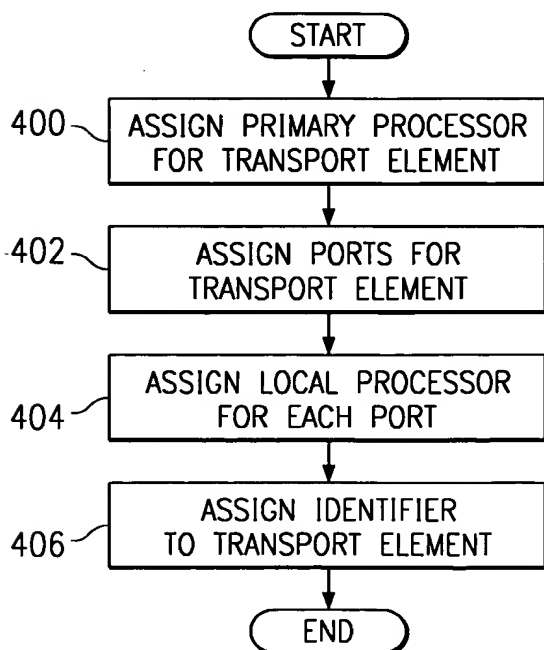 START
400
ASSIGN PRIMARY PROCESSOR
FOR TRANSPORT ELEMENT
402
ASSIGN PORTS FOR
TRANSPORT ELEMENT
404
ASSIGN LOCAL PROCESSOR
FOR EACH PORT
406
ASSIGN IDENTIFIER
TO TRANSPORT ELEMENT
END